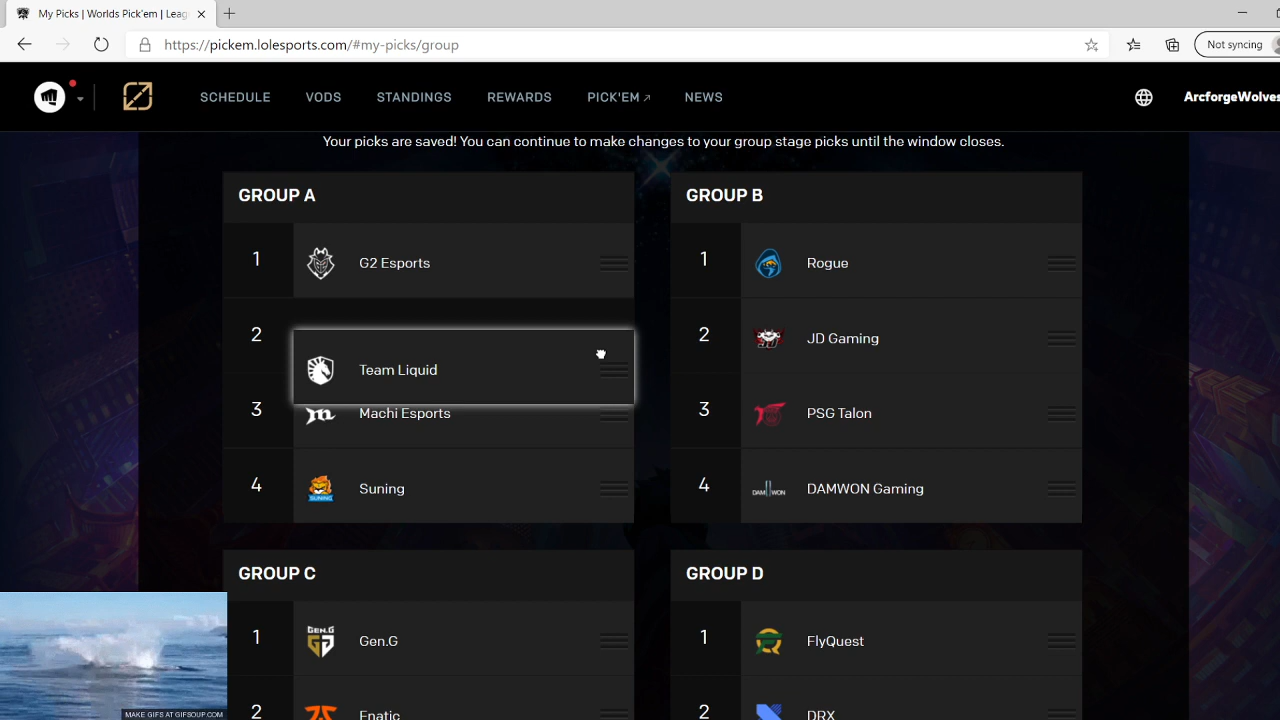 My Picks | Worlds Pick'em | Leag
https://pickem.lolesports.com/#my-picks/group
Not syncing
SCHEDULE VODS STANDINGS REWARDS PICK'EM NEWS
ArcforgeWolves
Your picks are saved! You can continue to make changes to your group stage picks until the window closes.
GROUP A
1 G2 Esports
2 Team Liquid
3 Machi Esports
4 Suning
SUNING
GROUP B
1 Rogue
2 JD Gaming
3 PSG Talon
4 DAMWON Gaming
DAMWON
GROUP C
1 Gen.G
GEN.G
2 Fnatic
GROUP D
1 FlyQuest
2 DRX
MAKE GIFS AT GIFSOUP.COM